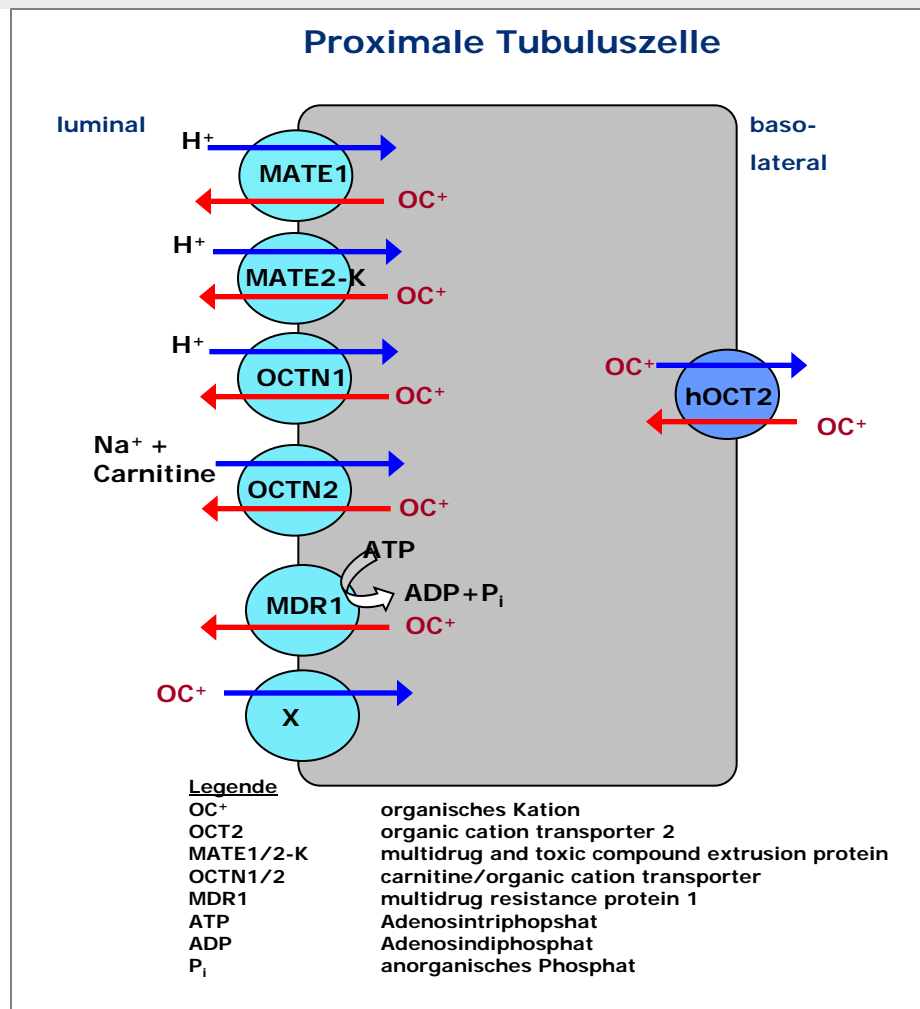 Proximale Tubuluszelle
luminal
baso-
lateral
H⁺
MATE1
OC⁺
H⁺
MATE2-K
OC⁺
H⁺
OCTN1
OC⁺
OC⁺
hOCT2
OC⁺
Na⁺ +
Carnitine
OCTN2
OC⁺
ATP
ADP+Pᵢ
MDR1
OC⁺
OC⁺
X
Legende
OC⁺ organisches Kation
OCT2 organic cation transporter 2
MATE1/2-K multidrug and toxic compound extrusion protein
OCTN1/2 carnitine/organic cation transporter
MDR1 multidrug resistance protein 1
ATP Adenosintriphopshat
ADP Adenosindiphosphat
Pᵢ anorganisches Phosphat